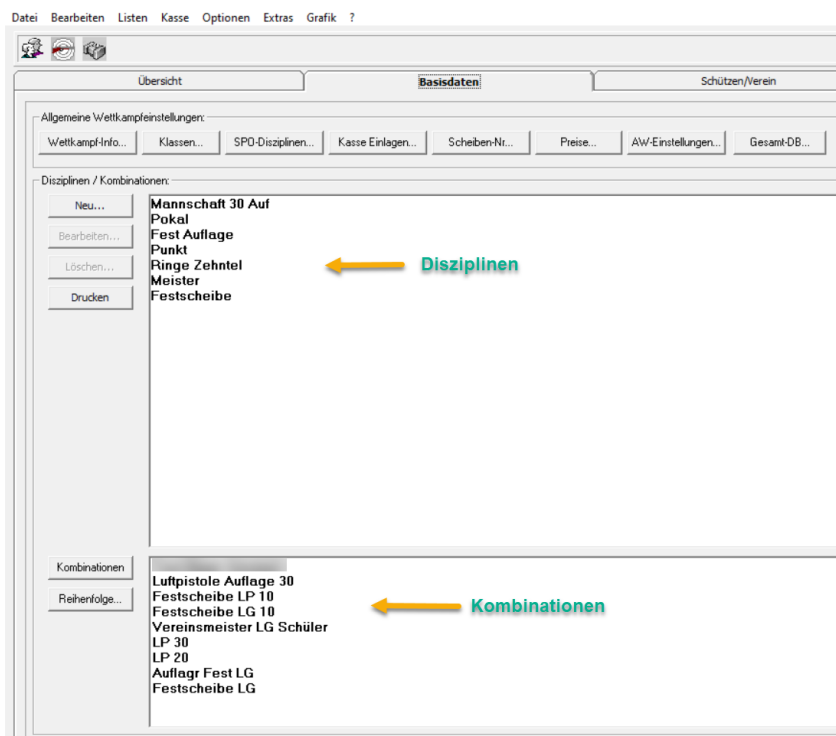 Datei Bearbeiten Listen Kasse Optionen Extras Grafik ?
Übersicht Basisdaten Schützen/Verein
Allgemeine Wettkampfeinstellungen:
Wettkampf-Info... Klassen... SPO-Disziplinen... Kasse Einlagen... Scheiben-Nr... Preise... AW-Einstellungen... Gesamt-DB...
Disziplinen / Kombinationen:
Neu...
Bearbeiten...
Löschen...
Drucken
Mannschaft 30 Auf
Pokal
Fest Auflage
Punkt
Ringe Zehntel
Meister
Festscheibe
Disziplinen
Kombinationen
Reihenfolge...
Luftpistole Auflage 30
Festscheibe LP 10
Festscheibe LG 10
Vereinsmeister LG Schüler
LP 30
LP 20
Auflagr Fest LG
Festscheibe LG
Kombinationen